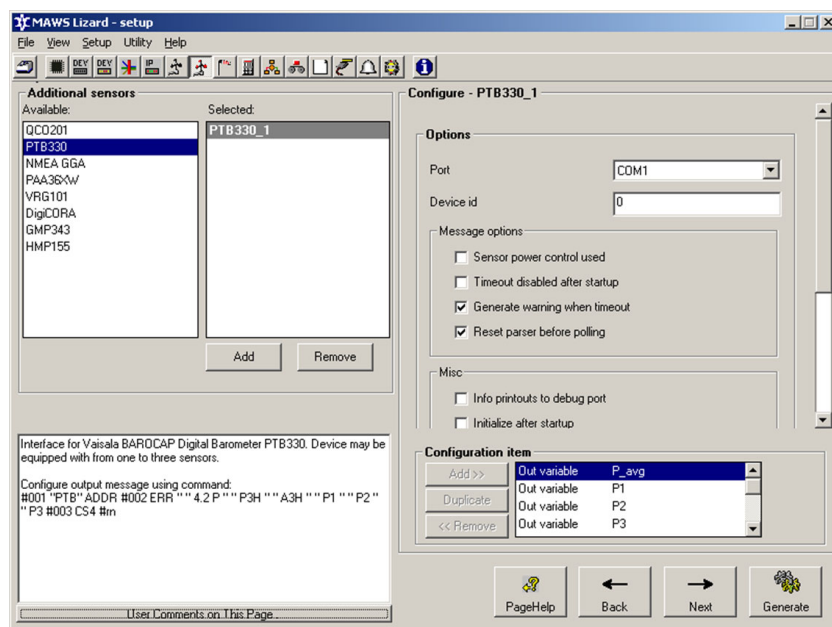 MAWS Lizard - setup
File View Setup Utility Help
Additional sensors
Available:
Selected:
QCO201
PTB330
NMEA GGA
PAA36XW
VRG101
DigiCORA
GMP343
HMP155
PTB330_1
Add
Remove
Configure - PTB330_1
Options
Port
COM1
Device id
0
Message options
Sensor power control used
Timeout disabled after startup
Generate warning when timeout
Reset parser before polling
Misc
Info printouts to debug port
Initialize after startup
Interface for Vaisala BAROCAP Digital Barometer PTB330. Device may be
equipped with from one to three sensors.
Configure output message using command:
#001 "PTB" ADDR #002 ERR " " 4.2 P " " P3H " " A3H " " P1 " " P2 "
" P3 #003 CS4 #rn
User Comments on This Page .
Configuration item
Add >>
Duplicate
<< Remove
Out variable P_avg
Out variable P1
Out variable P2
Out variable P3
PageHelp
Back
Next
Generate